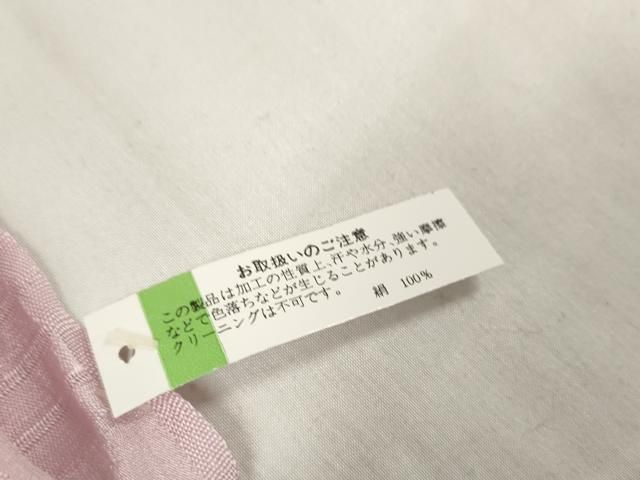 お取扱いのご注意
この製品は加工の性質上、汗や水分、強い摩擦
などで色落ちなどが生じることがあります。
クリーニングは不可です。 絹 100%